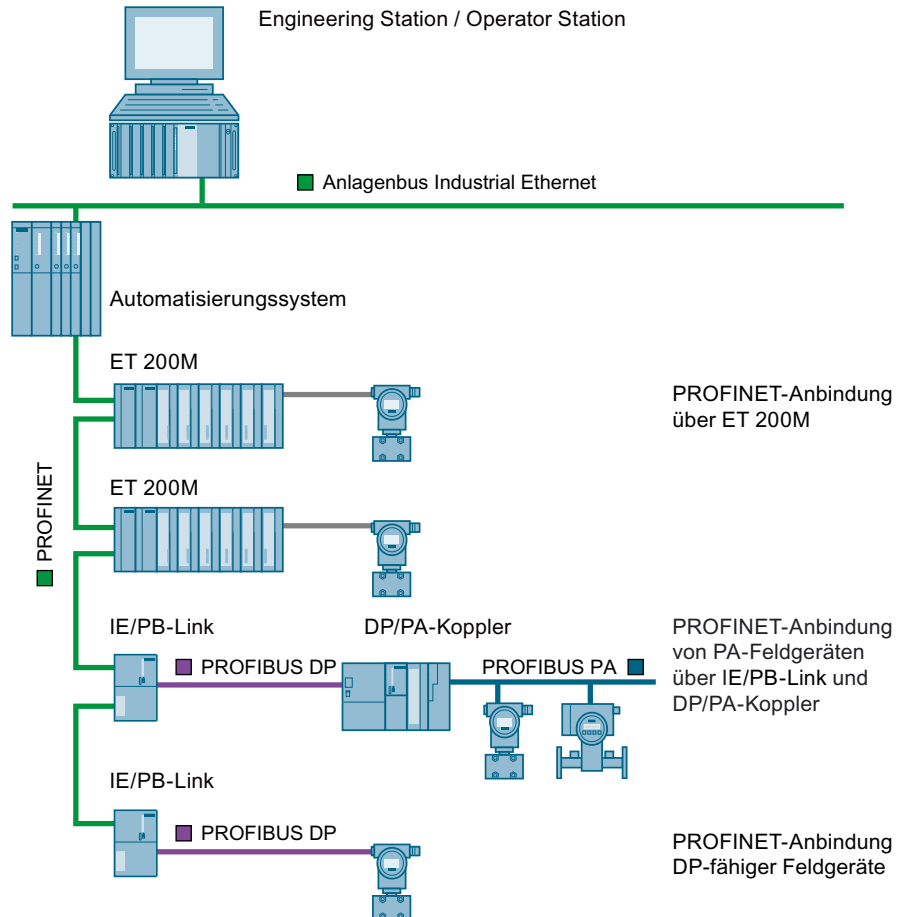 Engineering Station / Operator Station
Anlagenbus Industrial Ethernet
Automatisierungssystem
ET 200M
PROFINET-Anbindung
über ET 200M
PROFINET
ET 200M
IE/PB-Link
DP/PA-Koppler
PROFIBUS DP
PROFIBUS PA
PROFINET-Anbindung
von PA-Feldgeräten
über IE/PB-Link und
DP/PA-Koppler
IE/PB-Link
PROFIBUS DP
PROFINET-Anbindung
DP-fähiger Feldgeräte